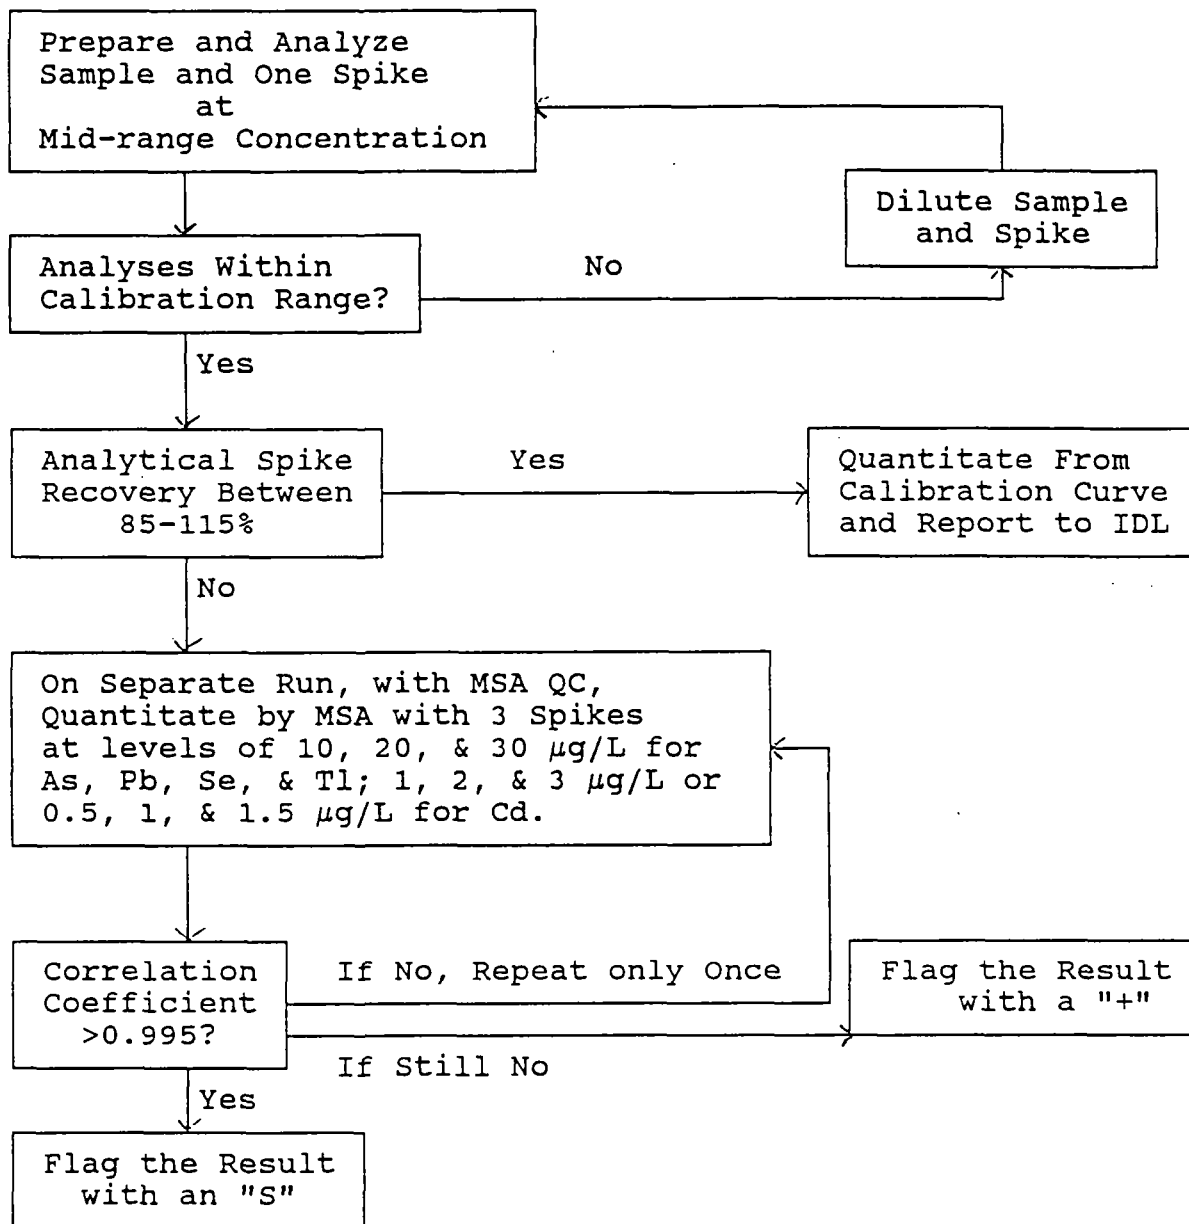 Prepare and Analyze
Sample and One Spike
at
Mid-range Concentration
Dilute Sample
and Spike
Analyses Within
Calibration Range?
No
Yes
Analytical Spike
Recovery Between
85-115%
Yes
Quantitate From
Calibration Curve
and Report to IDL
No
On Separate Run, with MSA QC,
Quantitate by MSA with 3 Spikes
at levels of 10, 20, & 30 µg/L for
As, Pb, Se, & Tl; 1, 2, & 3 µg/L or
0.5, 1, & 1.5 µg/L for Cd.
Correlation
Coefficient
>0.995?
If No, Repeat only Once
Flag the Result
with a "+"
If Still No
Yes
Flag the Result
with an "S"